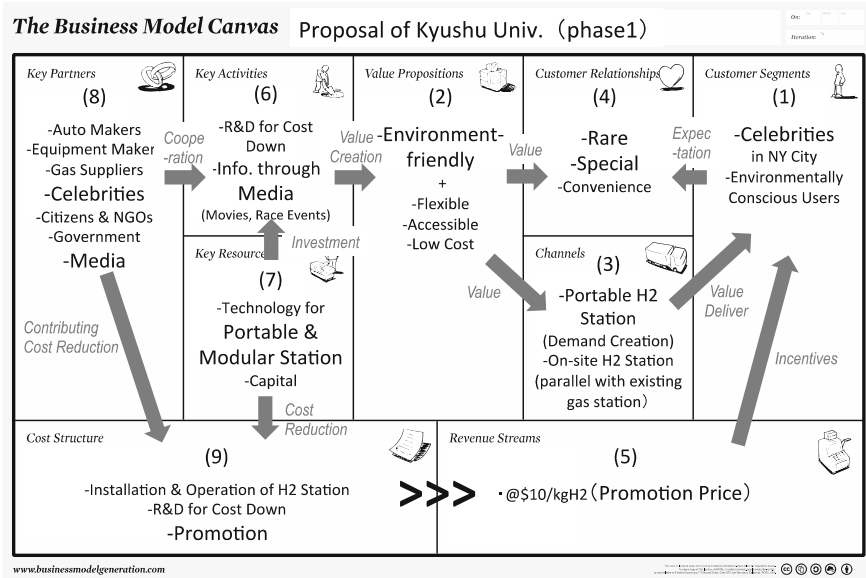 The Business Model Canvas
Proposal of Kyushu Univ.（phase1）
On:
Iteration:
Key Partners
(8)
-Auto Makers
-Equipment Maker
-Gas Suppliers
-Celebrities
-Citizens & NGOs
-Government
-Media
Coope
-ration
Contributing
Cost Reduction
Key Activities
(6)
-R&D for Cost
Down
-Info. through
Media
(Movies, Race Events)
Investment
Key Resource
(7)
-Technology for
Portable &
Modular Station
-Capital
Cost
Reduction
Value
Creation
Value Propositions
(2)
-Environment-
friendly
+
-Flexible
-Accessible
-Low Cost
Value
Value
Customer Relationships
(4)
-Rare
-Special
-Convenience
Expec
-tation
Channels
(3)
-Portable H2
Station
(Demand Creation)
-On-site H2 Station
(parallel with existing
gas station）
Value
Deliver
Customer Segments
(1)
-Celebrities
in NY City
-Environmentally
Conscious Users
Incentives
Cost Structure
(9)
-Installation & Operation of H2 Station
-R&D for Cost Down
-Promotion
>>>
Revenue Streams
(5)
・@$10/kgH2（Promotion Price）
www.businessmodelgeneration.com